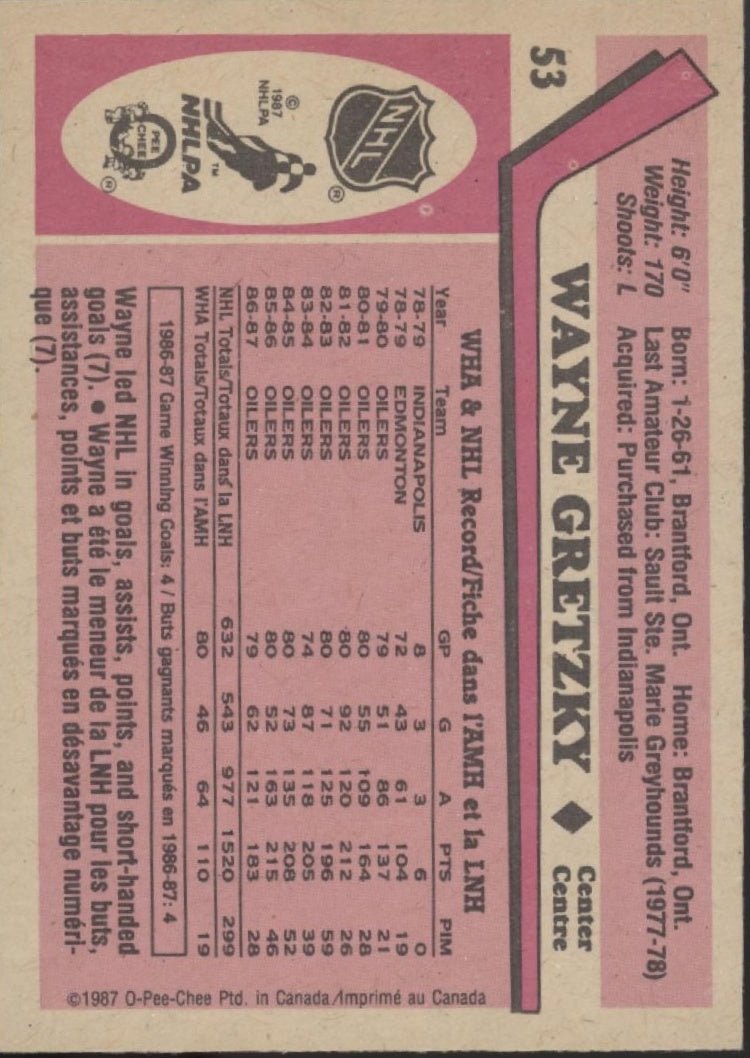 53
WAYNE GRETZKY ♦ Center
Centre
Height: 6'0" Born: 1-26-61, Brantford, Ont. Home: Brantford, Ont.
Weight: 170 Last Amateur Club: Sault Ste. Marie Greyhounds (1977-78)
Shoots: L Acquired: Purchased from Indianapolis
NHL
®
© 1987
NHLPA
NHLPA
™
O
PEE
CHEE
®
WHA & NHL Record/Fiche dans l'AMH et la LNH
Year Team GP G A PTS PIM
78-79 INDIANAPOLIS 8 3 3 6 0
78-79 EDMONTON 72 43 61 104 19
79-80 OILERS 79 51 86 137 21
80-81 OILERS 80 55 109 164 28
81-82 OILERS 80 92 120 212 26
82-83 OILERS 80 71 125 196 59
83-84 OILERS 74 87 118 205 39
84-85 OILERS 80 73 135 208 52
85-86 OILERS 80 52 163 215 46
86-87 OILERS 79 62 121 183 28
NHL Totals/Totaux dans la LNH 632 543 977 1520 299
WHA Totals/Totaux dans l'AMH 80 46 64 110 19
1986-87 Game Winning Goals: 4 / Buts gagnants marqués en 1986-87: 4
Wayne led NHL in goals, assists, points, and short-handed
goals (7). ● Wayne a été le meneur de la LNH pour les buts,
assistances, points et buts marqués en désavantage numéri-
que (7).
©1987 O-Pee-Chee Ptd. in Canada/Imprimé au Canada